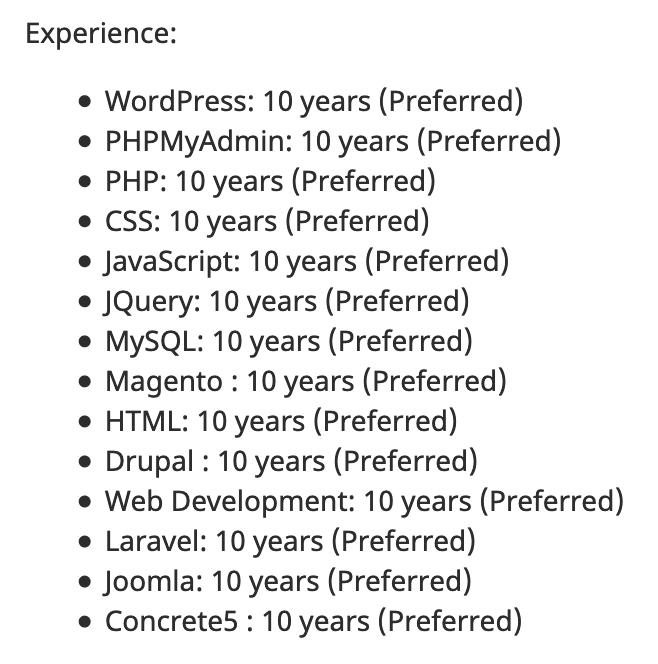 Experience:
• WordPress: 10 years (Preferred)
• PHPMyAdmin: 10 years (Preferred)
• PHP: 10 years (Preferred)
• CSS: 10 years (Preferred)
• JavaScript: 10 years (Preferred)
• JQuery: 10 years (Preferred)
• MySQL: 10 years (Preferred)
• Magento : 10 years (Preferred)
• HTML: 10 years (Preferred)
• Drupal : 10 years (Preferred)
• Web Development: 10 years (Preferred)
• Laravel: 10 years (Preferred)
• Joomla: 10 years (Preferred)
• Concrete5 : 10 years (Preferred)